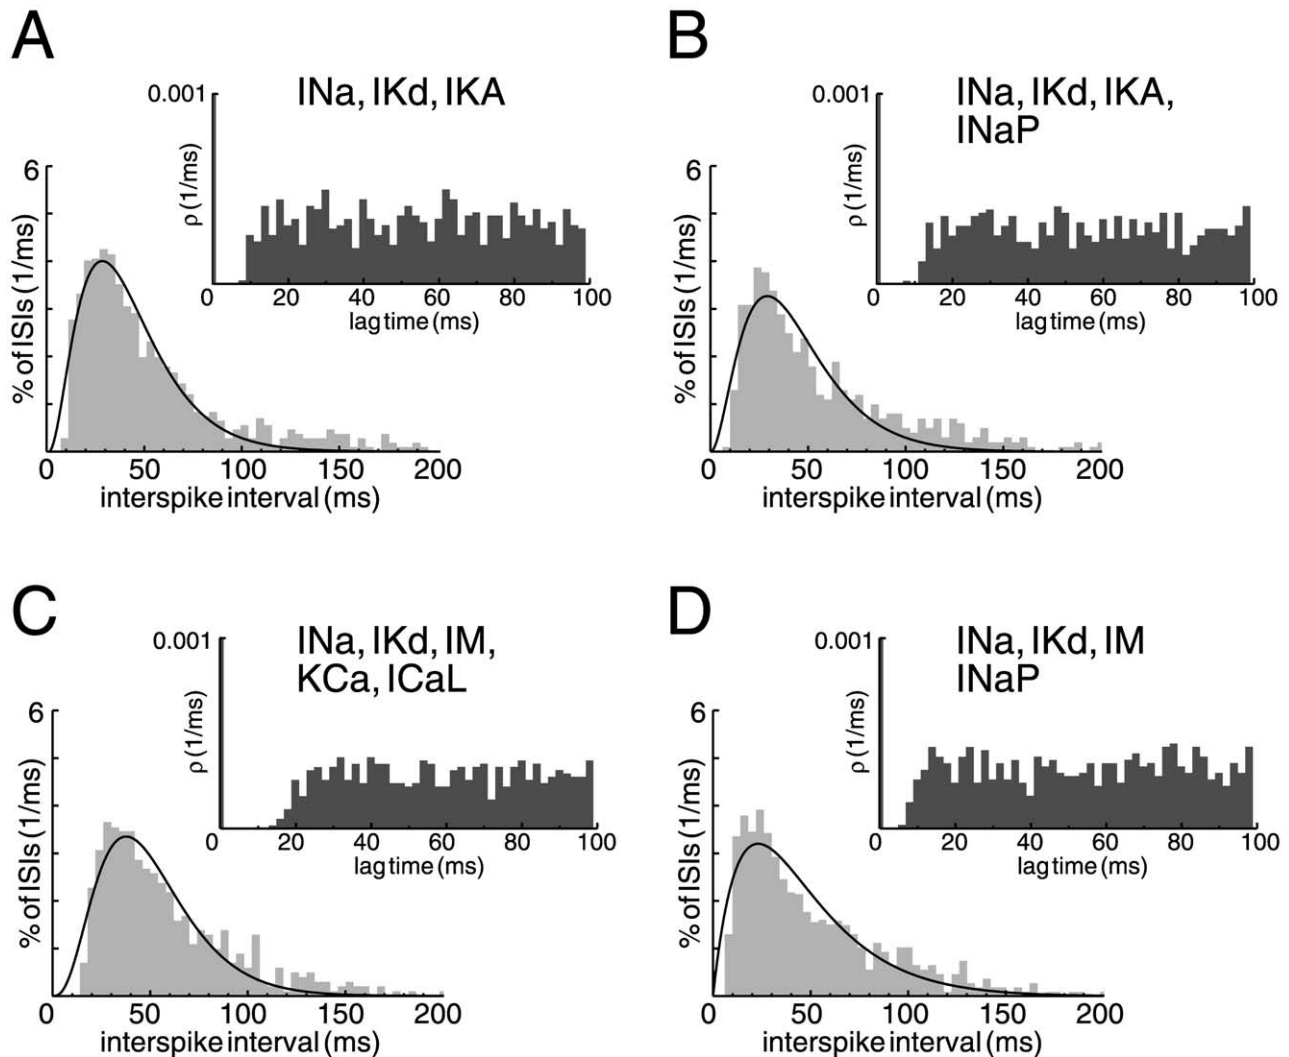 A
B
INa, IKd, IKA
0.001
ρ (1/ms)
0 20 40 60 80 100
lag time (ms)
6
% of ISIs (1/ms)
0 50 100 150 200
interspike interval (ms)
INa, IKd, IKA,
INaP
0.001
ρ (1/ms)
0 20 40 60 80 100
lag time (ms)
6
% of ISIs (1/ms)
0 50 100 150 200
interspike interval (ms)
C
D
INa, IKd, IM,
KCa, ICaL
0.001
ρ (1/ms)
0 20 40 60 80 100
lag time (ms)
6
% of ISIs (1/ms)
0 50 100 150 200
interspike interval (ms)
INa, IKd, IM
INaP
0.001
ρ (1/ms)
0 20 40 60 80 100
lag time (ms)
6
% of ISIs (1/ms)
0 50 100 150 200
interspike interval (ms)